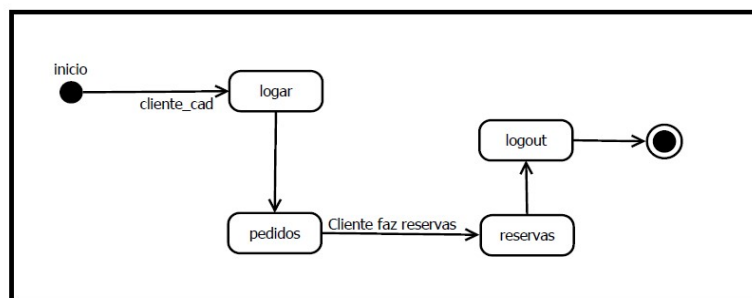 inicio
cliente_cad
logar
logout
pedidos
Cliente faz reservas
reservas